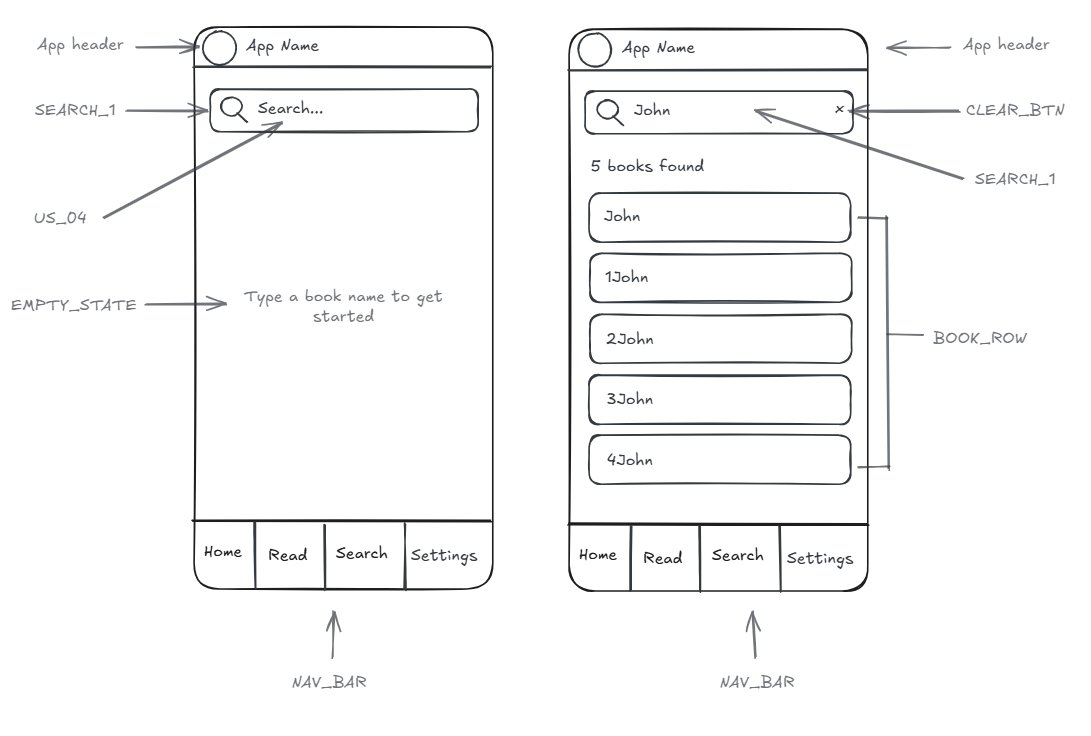 App header
App Name
SEARCH_1
Search...
US_04
EMPTY_STATE
Type a book name to get
started
Home
Read
Search
Settings
NAV_BAR
App Name
App header
John
×
CLEAR_BTN
SEARCH_1
5 books found
John
1John
2John
BOOK_ROW
3John
4John
Home
Read
Search
Settings
NAV_BAR